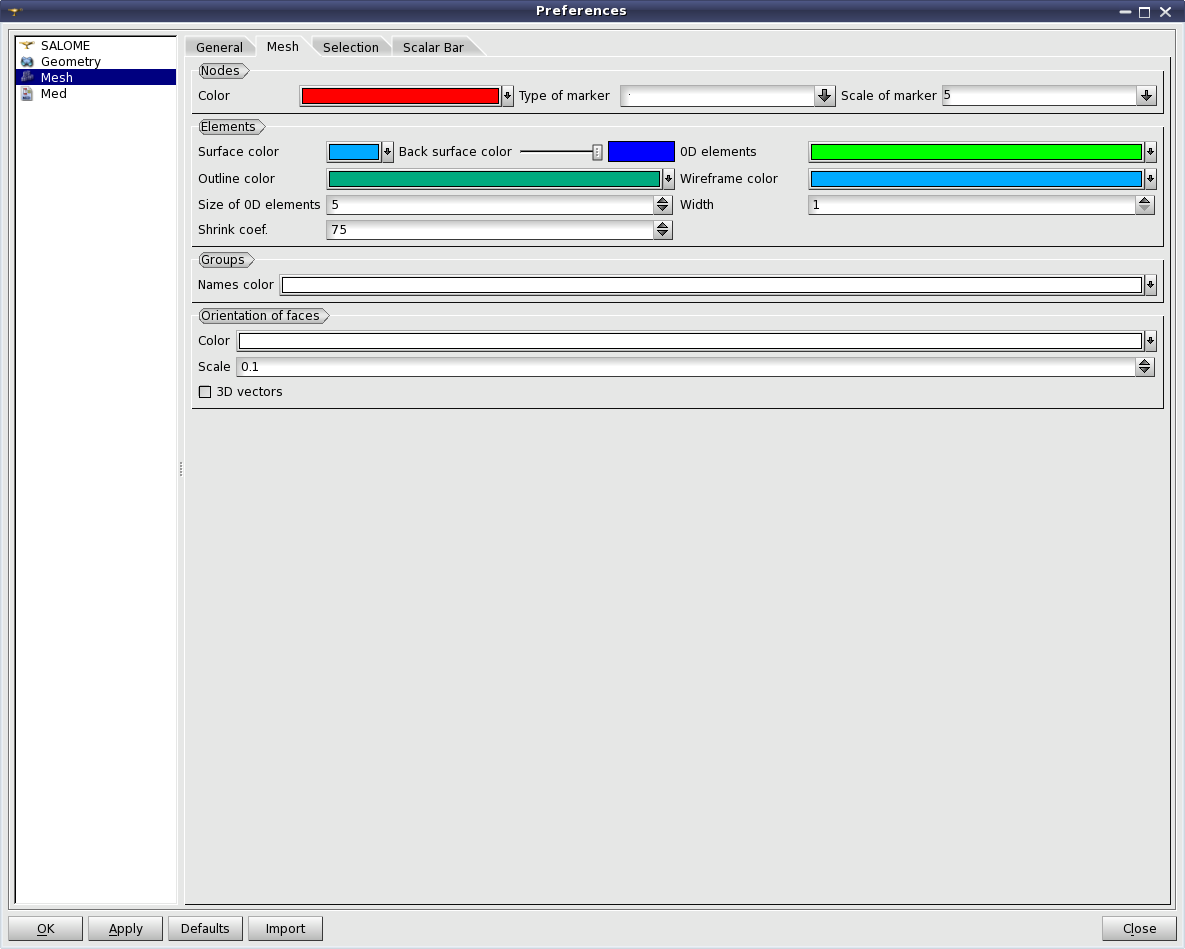 Preferences
SALOME
Geometry
Mesh
Med
General Mesh Selection Scalar Bar
Nodes
Color Type of marker Scale of marker 5
Elements
Surface color Back surface color 0D elements
Outline color Wireframe color
Size of 0D elements 5 Width 1
Shrink coef. 75
Groups
Names color
Orientation of faces
Color
Scale 0.1
3D vectors
OK Apply Defaults Import Close